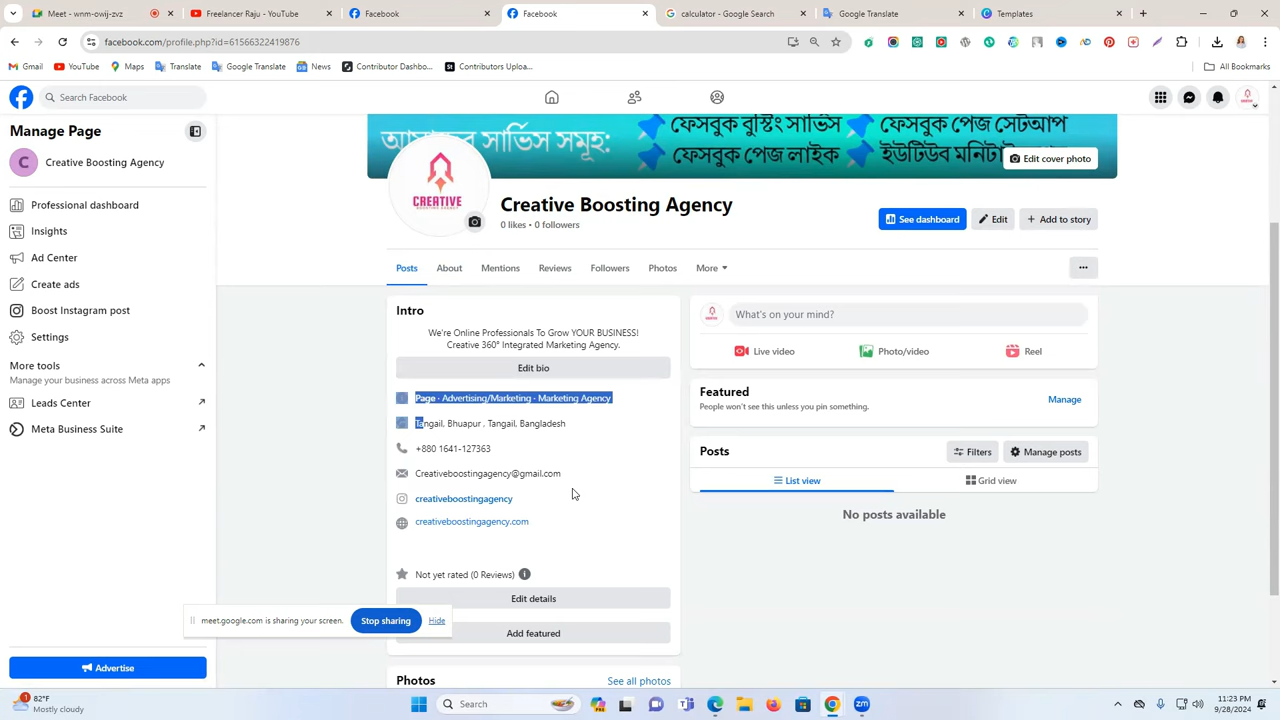 Meet - wnm-owij-zvt
Freelancer Raju - YouTube
Facebook
Facebook
calculator - Google Search
Google Translate
Templates
facebook.com/profile.php?id=61566322419876
Gmail
YouTube
Maps
Translate
Google Translate
News
Contributor Dashbo...
Contributors Uploa...
All Bookmarks
Search Facebook
Manage Page
C
Creative Boosting Agency
Professional dashboard
Insights
Ad Center
Create ads
Boost Instagram post
Settings
More tools
Manage your business across Meta apps
Leads Center
Meta Business Suite
Advertise
আমাদের সার্ভিস সমূহ:
ফেসবুক বুস্টিং সার্ভিস
ফেসবুক পেজ সেটআপ
ফেসবুক পেজ লাইক
Edit cover photo
CREATIVE
BOOSTING AGENCY
Creative Boosting Agency
0 likes • 0 followers
See dashboard
Edit
Add to story
Posts
About
Mentions
Reviews
Followers
Photos
More
Intro
We're Online Professionals To Grow YOUR BUSINESS!
Creative 360° Integrated Marketing Agency.
Edit bio
Page · Advertising/Marketing · Marketing Agency
Tangail, Bhuapur . Tangail, Bangladesh
+880 1641-127363
Creativeboostingagency@gmail.com
creativeboostingagency
creativeboostingagency.com
Not yet rated (0 Reviews)
Edit details
Add featured
Photos
See all photos
What's on your mind?
Live video
Photo/video
Reel
Featured
People won't see this unless you pin something.
Manage
Posts
Filters
Manage posts
List view
Grid view
No posts available
meet.google.com is sharing your screen.
Stop sharing
Hide
82°F
Mostly cloudy
Search
11:23 PM
9/28/2024